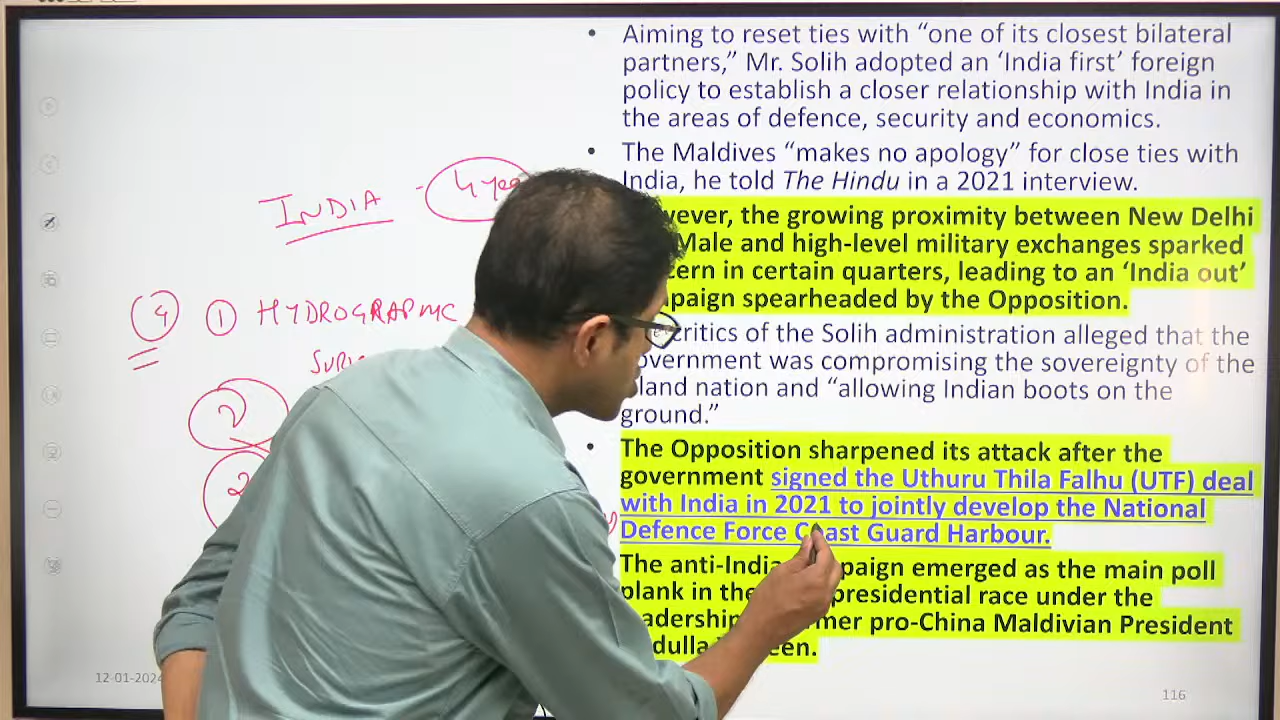 • Aiming to reset ties with “one of its closest bilateral
partners,” Mr. Solih adopted an ‘India first’ foreign
policy to establish a closer relationship with India in
the areas of defence, security and economics.
• The Maldives “makes no apology” for close ties with
India, he told The Hindu in a 2021 interview.
the growing proximity between New Delhi
Male and high-level military exchanges sparked
in certain quarters, leading to an ‘India out’
spearheaded by the Opposition.
critics of the Solih administration alleged that the
was compromising the sovereignty of the
nation and “allowing Indian boots on the
ground.”
• The Opposition sharpened its attack after the
government signed the Uthuru Thila Falhu (UTF) deal
with India in 2021 to jointly develop the National
Defence Force Coast Guard Harbour.
The anti-India emerged as the main poll
plank in the presidential race under the
pro-China Maldivian President
INDIA - 4
① HYDROGRAPHIC
2
12-01-2024
116